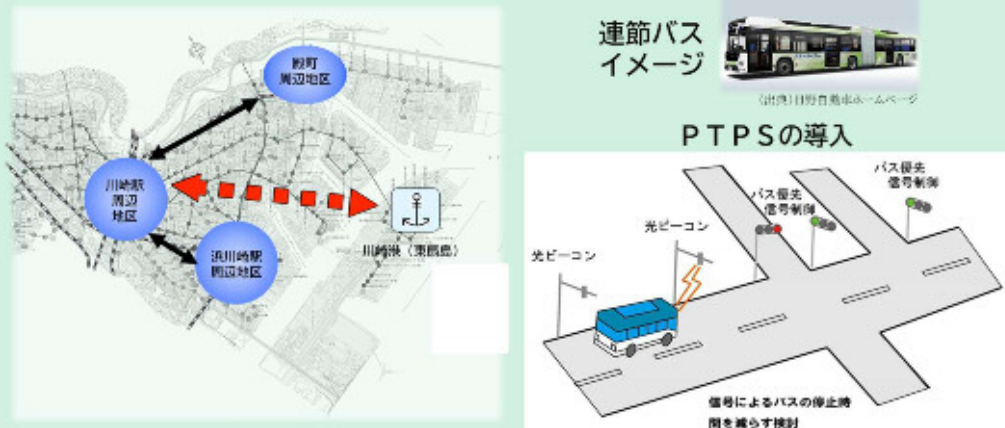 殿町
周辺地区
川崎駅
周辺
地区
浜川崎駅
周辺地区
川崎港（東扇島）
連節バス
イメージ
（出典）日野自動車ホームページ
PTPSの導入
バス優先
信号制御
バス優先
信号制御
光ビーコン
光ビーコン
信号によるバスの停止時
間を減らす検討